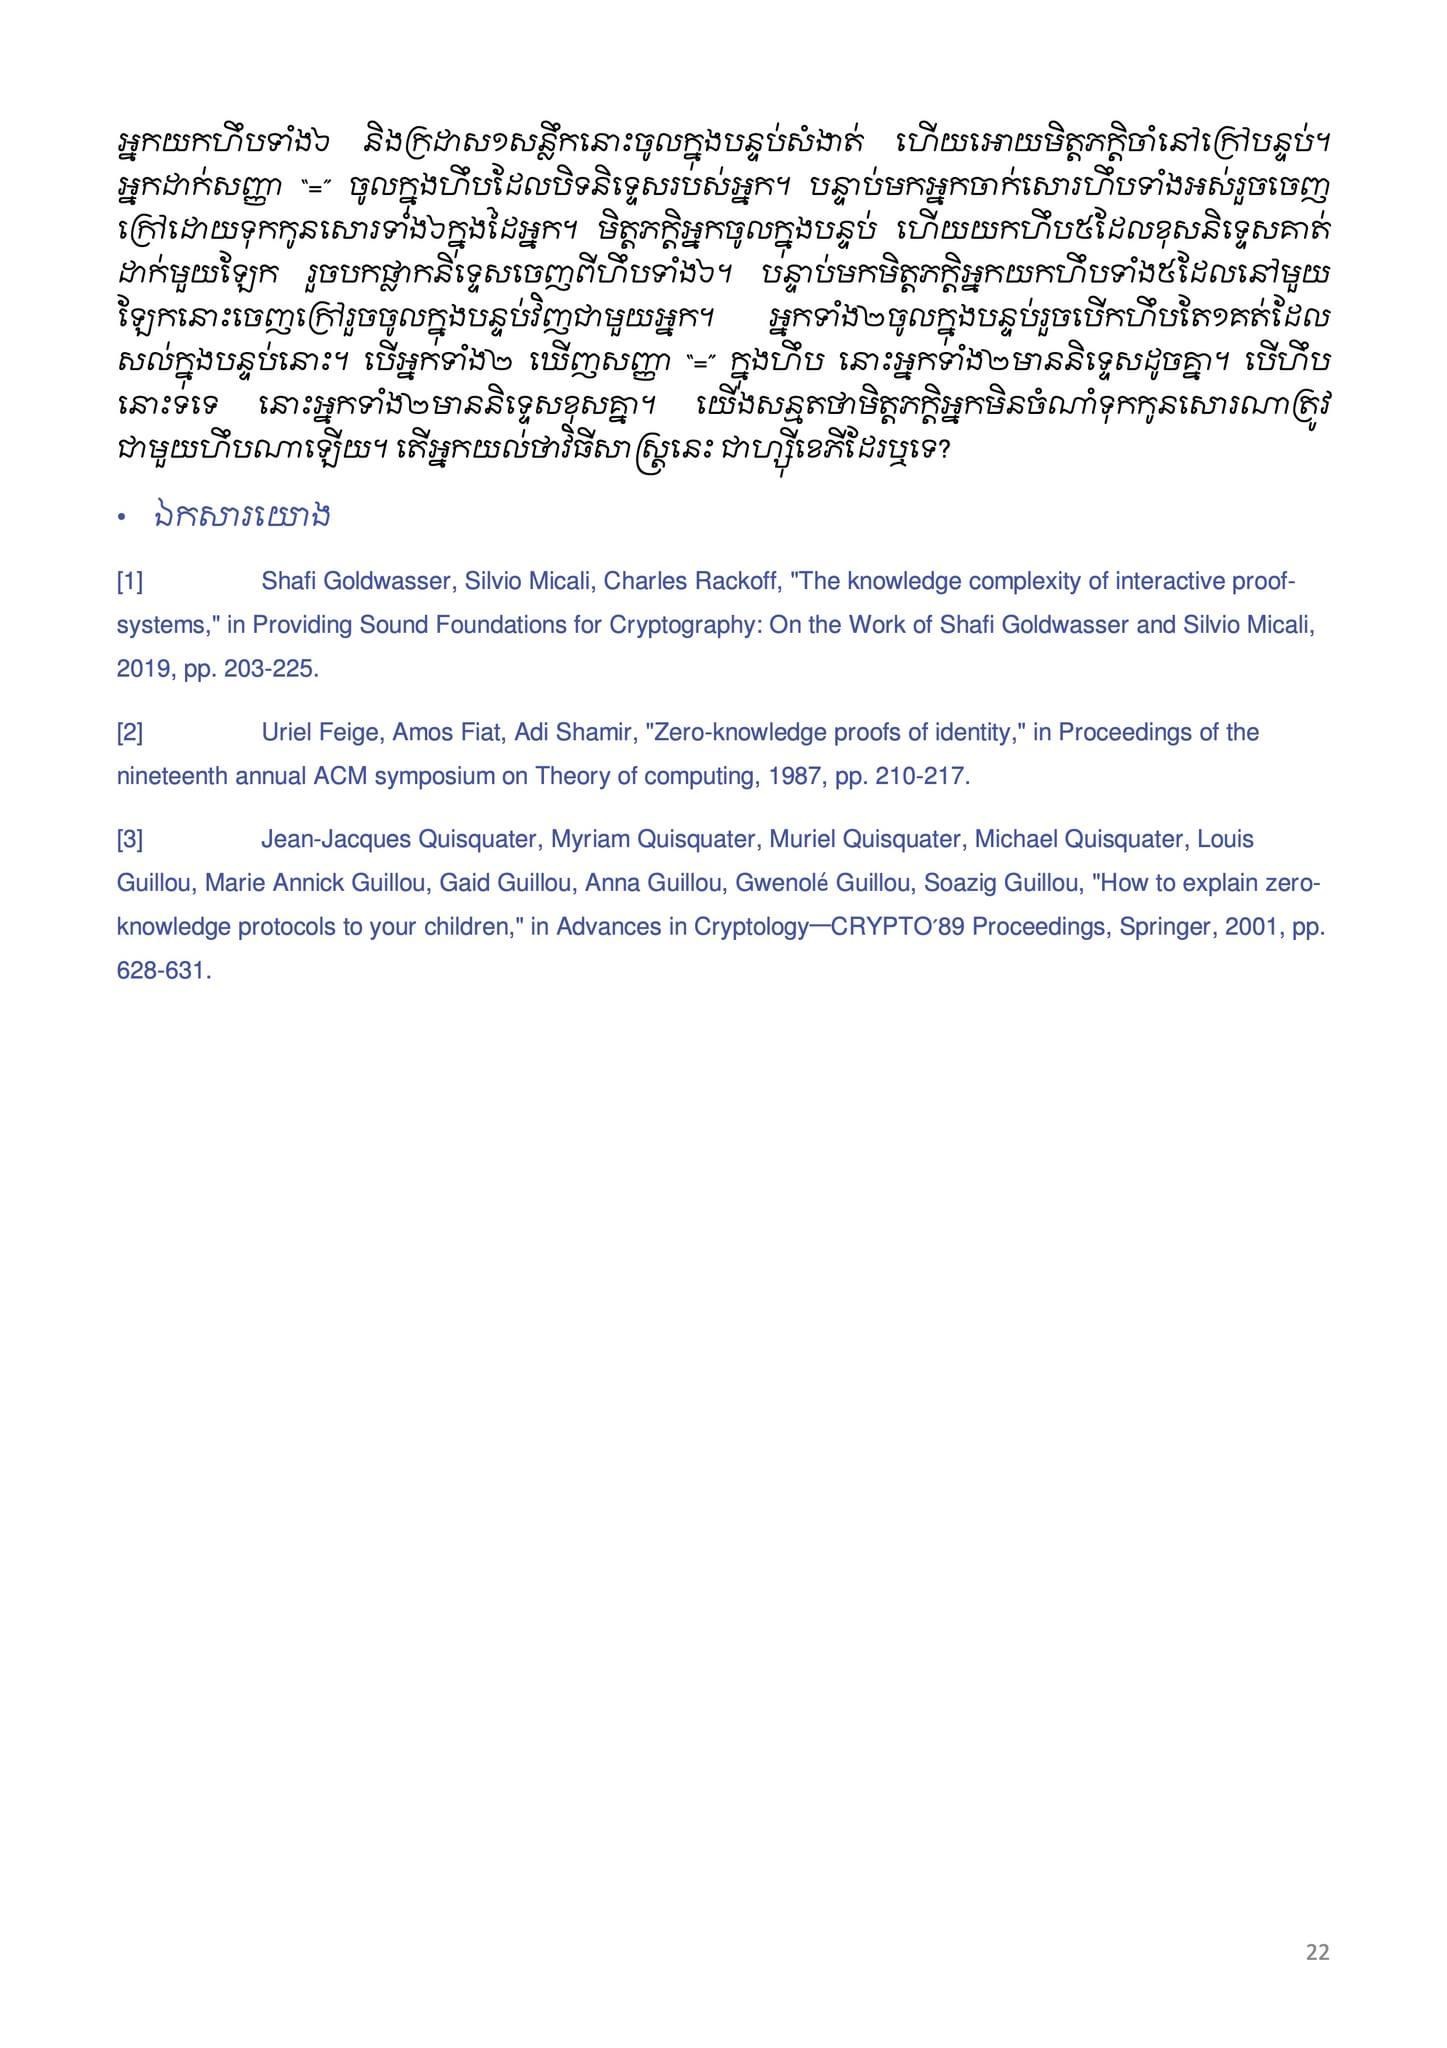 អ្នកយកហឹបទាំង៦ និងក្រដាស១សន្លឹកនោះចូលក្នុងបន្ទប់សំងាត់ ហើយអោយមិត្តភក្តិចាំនៅក្រៅបន្ទប់។
អ្នកដាក់សញ្ញា “=” ចូលក្នុងហឹបដែលបិទនិទ្ទេសរបស់អ្នក។ បន្ទាប់មកអ្នកចាក់សោរហឹបទាំងអស់រួចចេញ
ក្រៅដោយទុកកូនសោរទាំង៦ក្នុងដៃអ្នក។ មិត្តភក្តិអ្នកចូលក្នុងបន្ទប់ ហើយយកហឹប៥ដែលខុសនិទ្ទេសគាត់
ដាក់មួយឡែក រួចបកផ្លាកនិទ្ទេសចេញពីហឹបទាំង៦។ បន្ទាប់មកមិត្តភក្តិអ្នកយកហឹបទាំង៥ដែលនៅមួយ
ឡែកនោះចេញក្រៅរួចចូលក្នុងបន្ទប់វិញជាមួយអ្នក។ អ្នកទាំង២ចូលក្នុងបន្ទប់រួចបើកហឹបតែ១គត់ដែល
សល់ក្នុងបន្ទប់នោះ។ បើអ្នកទាំង២ ឃើញសញ្ញា “=” ក្នុងហឹប នោះអ្នកទាំង២មាននិទ្ទេសដូចគ្នា។ បើហឹប
នោះទទេ នោះអ្នកទាំង២មាននិទ្ទេសខុសគ្នា។ យើងសន្មតថាមិត្តភក្តិអ្នកមិនចំណាំទុកកូនសោរណាត្រូវ
ជាមួយហឹបណាឡើយ។ តើអ្នកយល់ថាវិធីសាស្ត្រនេះ ជាហ្ស៊ីខេភីដែរឬទេ?
• ឯកសារយោង
[1] Shafi Goldwasser, Silvio Micali, Charles Rackoff, "The knowledge complexity of interactive proof-
systems," in Providing Sound Foundations for Cryptography: On the Work of Shafi Goldwasser and Silvio Micali,
2019, pp. 203-225.
[2] Uriel Feige, Amos Fiat, Adi Shamir, "Zero-knowledge proofs of identity," in Proceedings of the
nineteenth annual ACM symposium on Theory of computing, 1987, pp. 210-217.
[3] Jean-Jacques Quisquater, Myriam Quisquater, Muriel Quisquater, Michael Quisquater, Louis
Guillou, Marie Annick Guillou, Gaid Guillou, Anna Guillou, Gwenolé Guillou, Soazig Guillou, "How to explain zero-
knowledge protocols to your children," in Advances in Cryptology—CRYPTO´89 Proceedings, Springer, 2001, pp.
628-631.
22